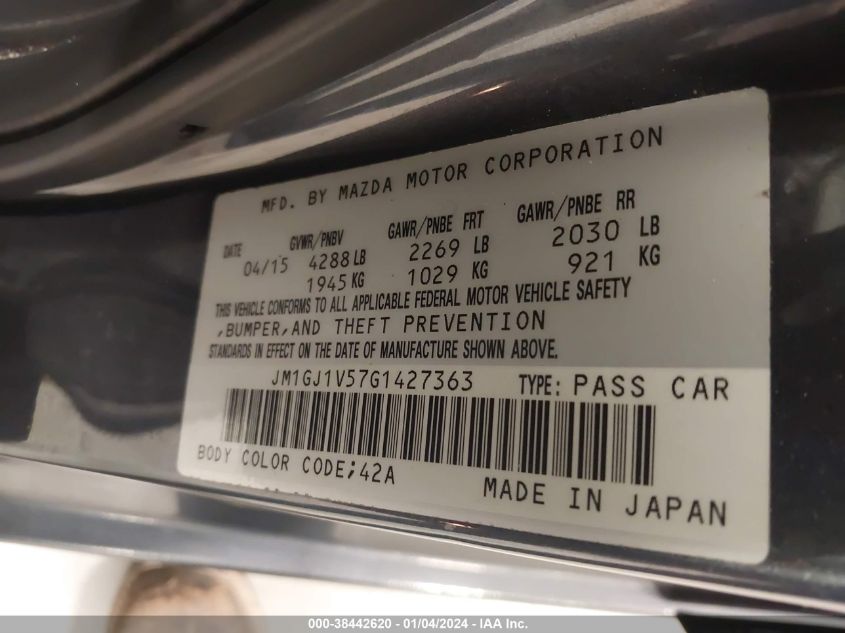 MFD. BY MAZDA MOTOR CORPORATION
DATE GVWR/PNBV GAWR/PNBE FRT GAWR/PNBE RR
04/15 4288 LB 2269 LB 2030 LB
1945 KG 1029 KG 921 KG
THIS VEHICLE CONFORMS TO ALL APPLICABLE FEDERAL MOTOR VEHICLE SAFETY
,BUMPER,AND THEFT PREVENTION
STANDARDS IN EFFECT ON THE DATE OF MANUFACTURE SHOWN ABOVE.
JM1GJ1V57G1427363 TYPE: PASS CAR
BODY COLOR CODE;42A
MADE IN JAPAN
000-38442620 - 01/04/2024 - IAA Inc.